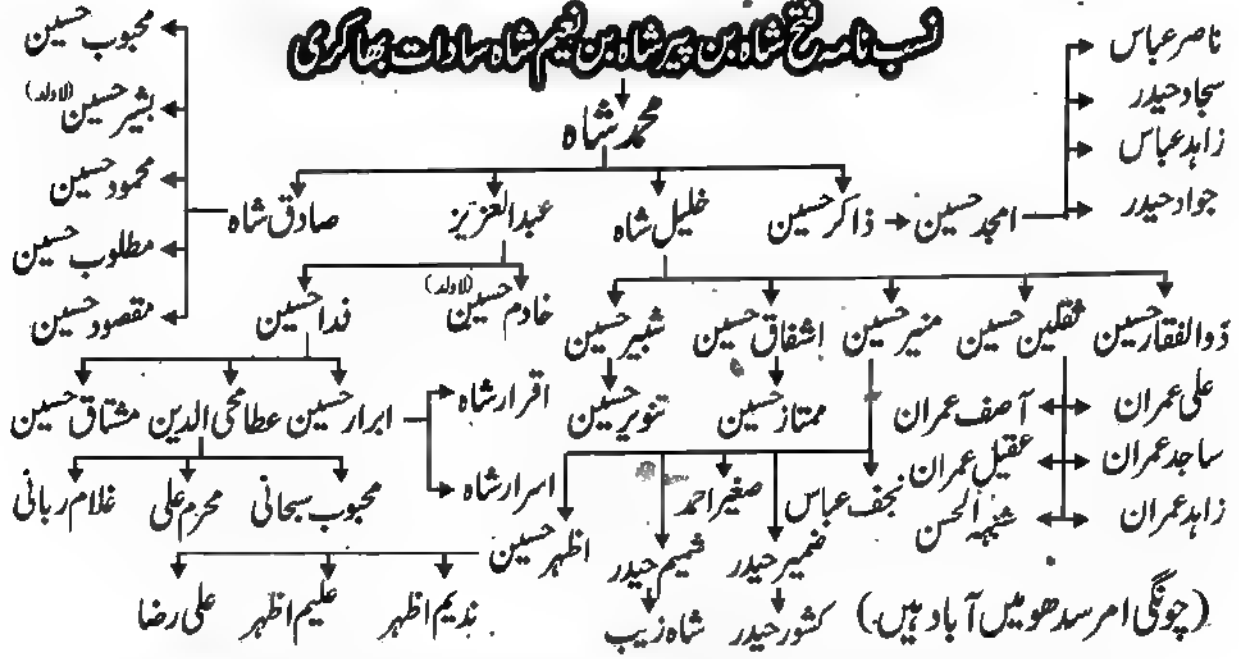 نسب نامہ فتح شاہ بن پیر شاہ بن نعیم شاہ سادات بھاکری
محمد شاہ
ذاکر حسین
خلیل شاہ
عبدالعزیز
صادق شاہ
امجد حسین
ناصر عباس
سجاد حیدر
زاہد عباس
جواد حیدر
محبوب حسین
بشیر حسین (لاولد)
محمود حسین
مطلوب حسین
مقصود حسین
ذوالفقار حسین
ثقلین حسین
منیر حسین
اشفاق حسین
شبیر حسین
خادم حسین (لاولد)
فدا حسین
علی عمران
آصف عمران
ساجد عمران
عقیل عمران
زاہد عمران
شبیہ الحسن
ممتاز حسین
تنویر حسین
ابرار حسین
عطا محی الدین
مشتاق حسین
اقرار شاہ
اسرار شاہ
محبوب سبحانی
محرم علی
غلام ربانی
نجف عباس
ضمیر حیدر
صغیر احمد
شمیم حیدر
اظہر حسین
کشور حیدر
شاہ زیب
ندیم اظہر
علیم اظہر
علی رضا
(چونگی امر سدھو میں آباد ہیں)